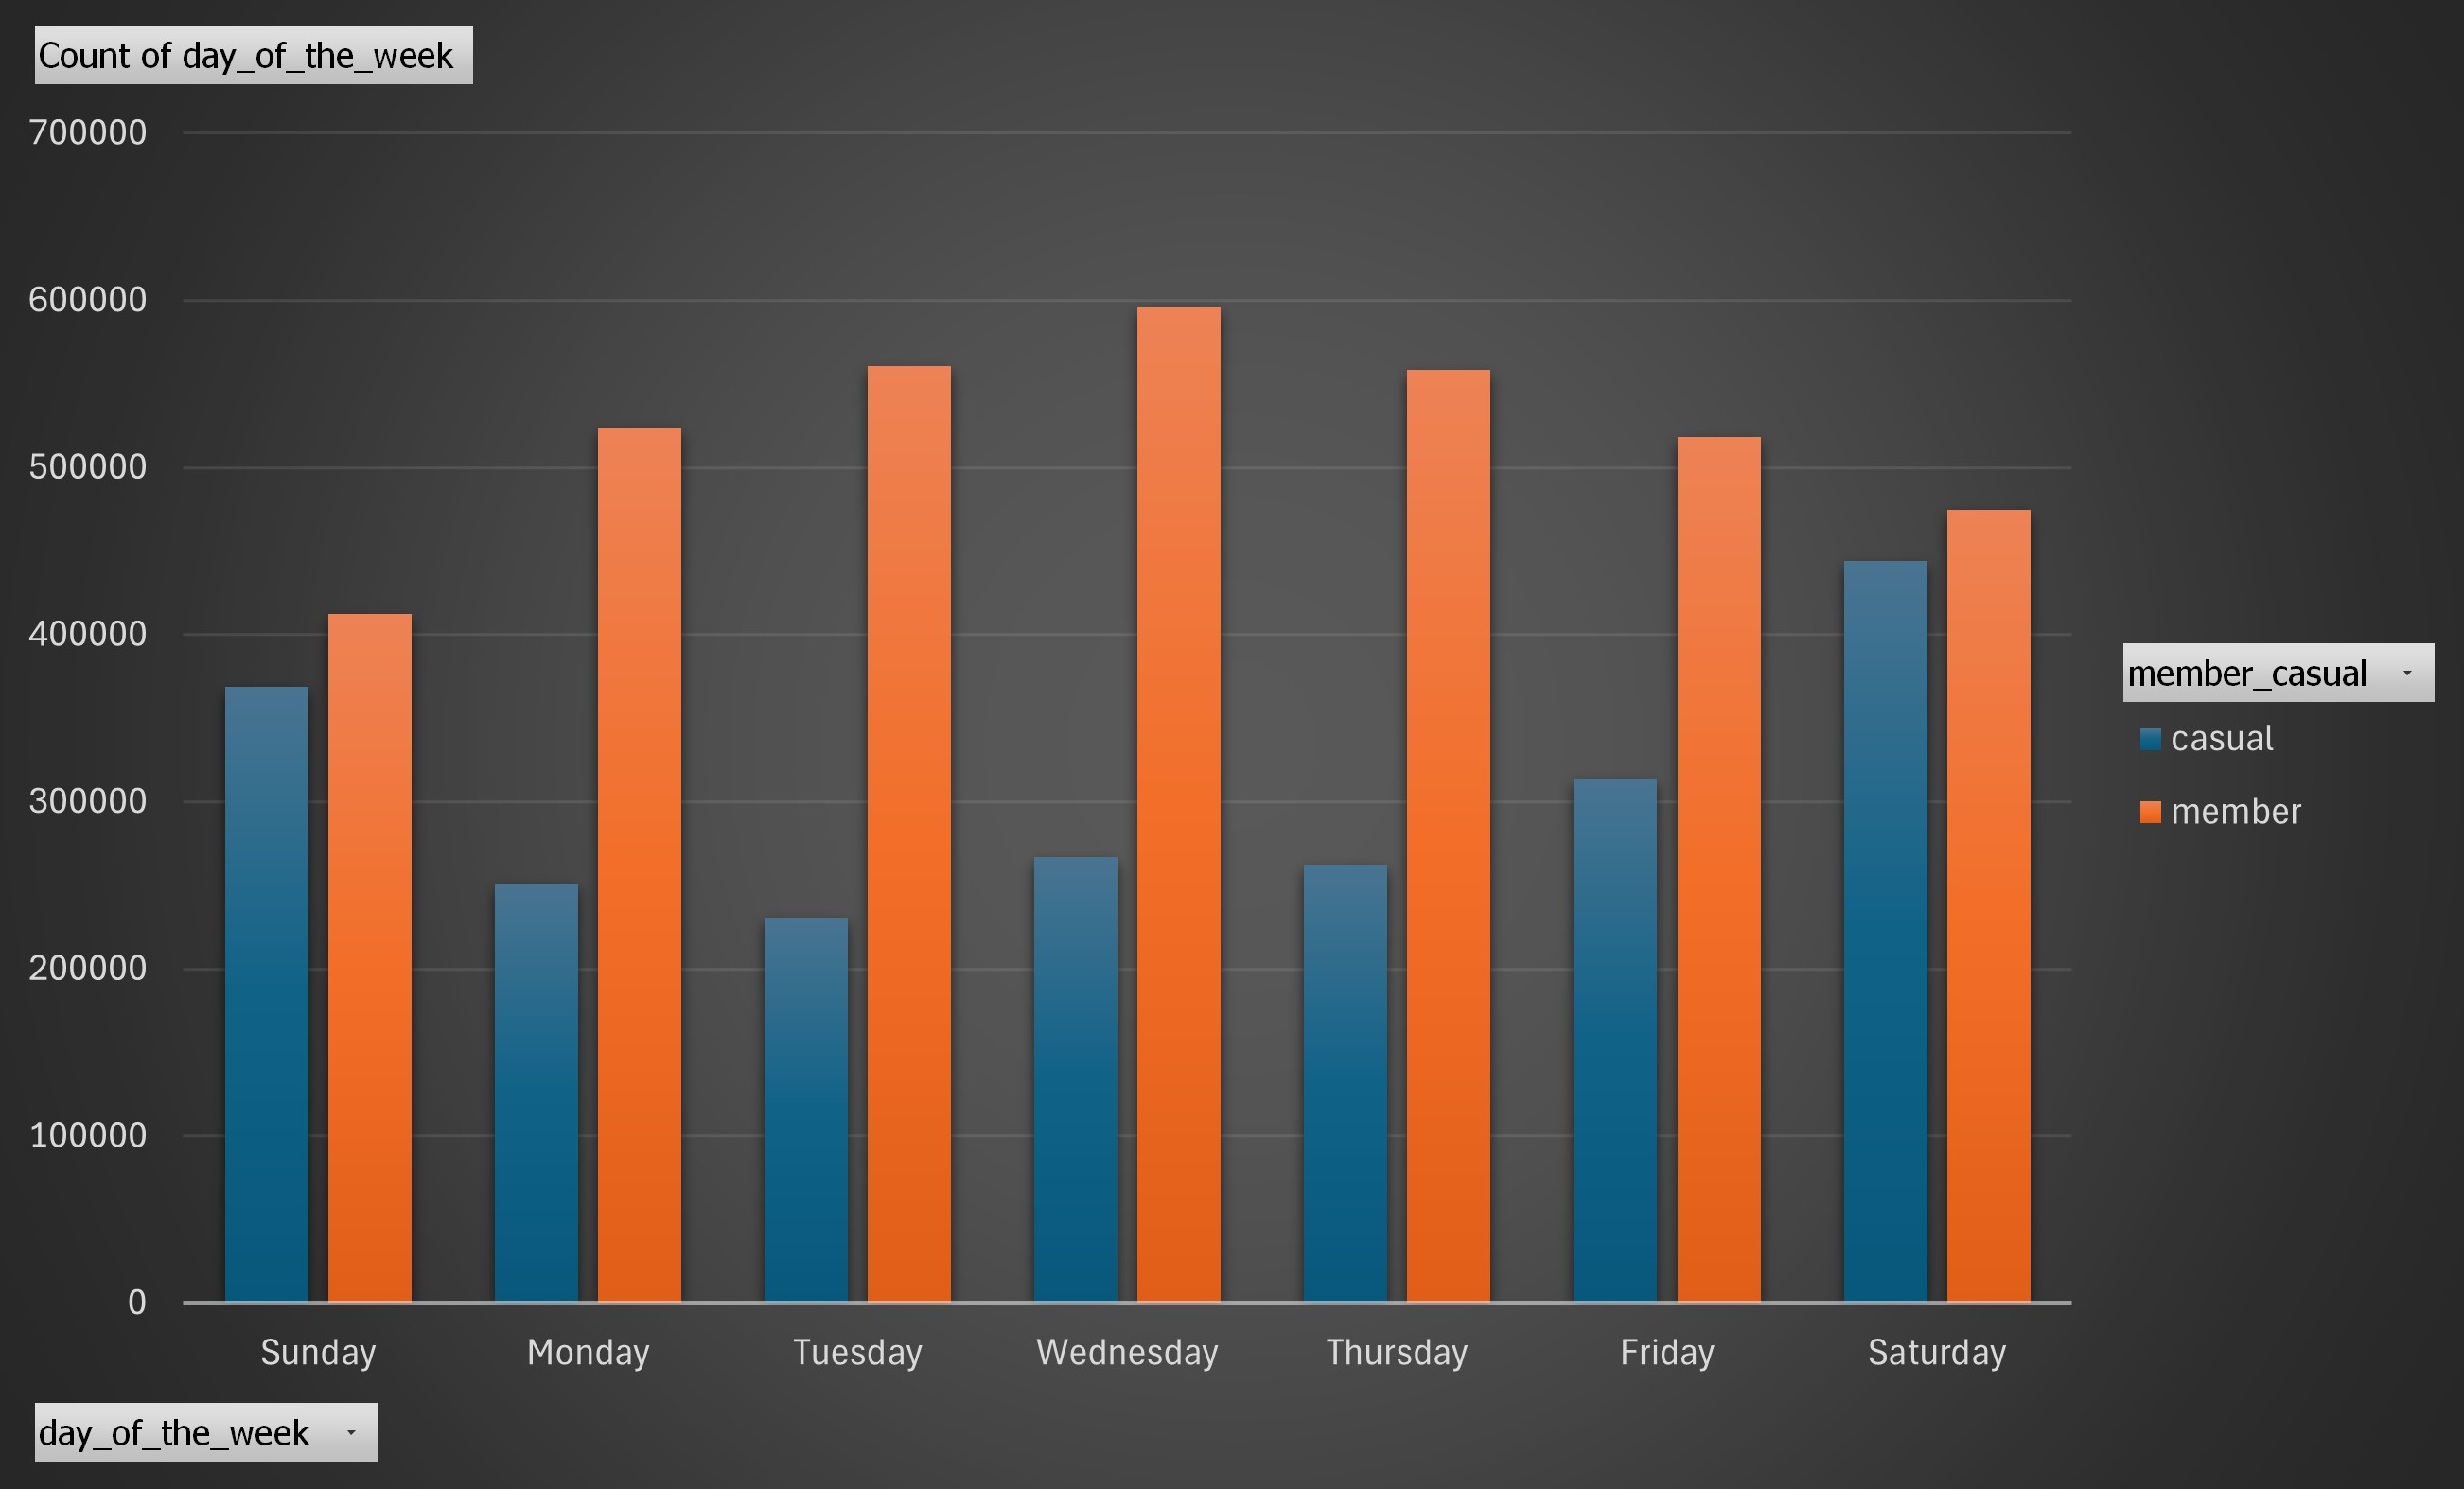 Count of day_of_the_week
700000
600000
500000
400000
300000
200000
100000
0
Sunday Monday Tuesday Wednesday Thursday Friday Saturday
day_of_the_week
member_casual
casual
member